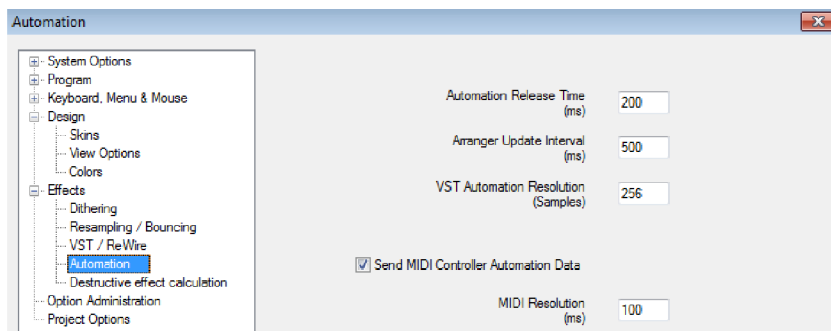 Automation
System Options
Program
Keyboard, Menu & Mouse
Design
Skins
View Options
Colors
Effects
Dithering
Resampling / Bouncing
VST / ReWire
Automation
Destructive effect calculation
Option Administration
Project Options
Automation Release Time
(ms)
200
Arranger Update Interval
(ms)
500
VST Automation Resolution
(Samples)
256
Send MIDI Controller Automation Data
MIDI Resolution
(ms)
100